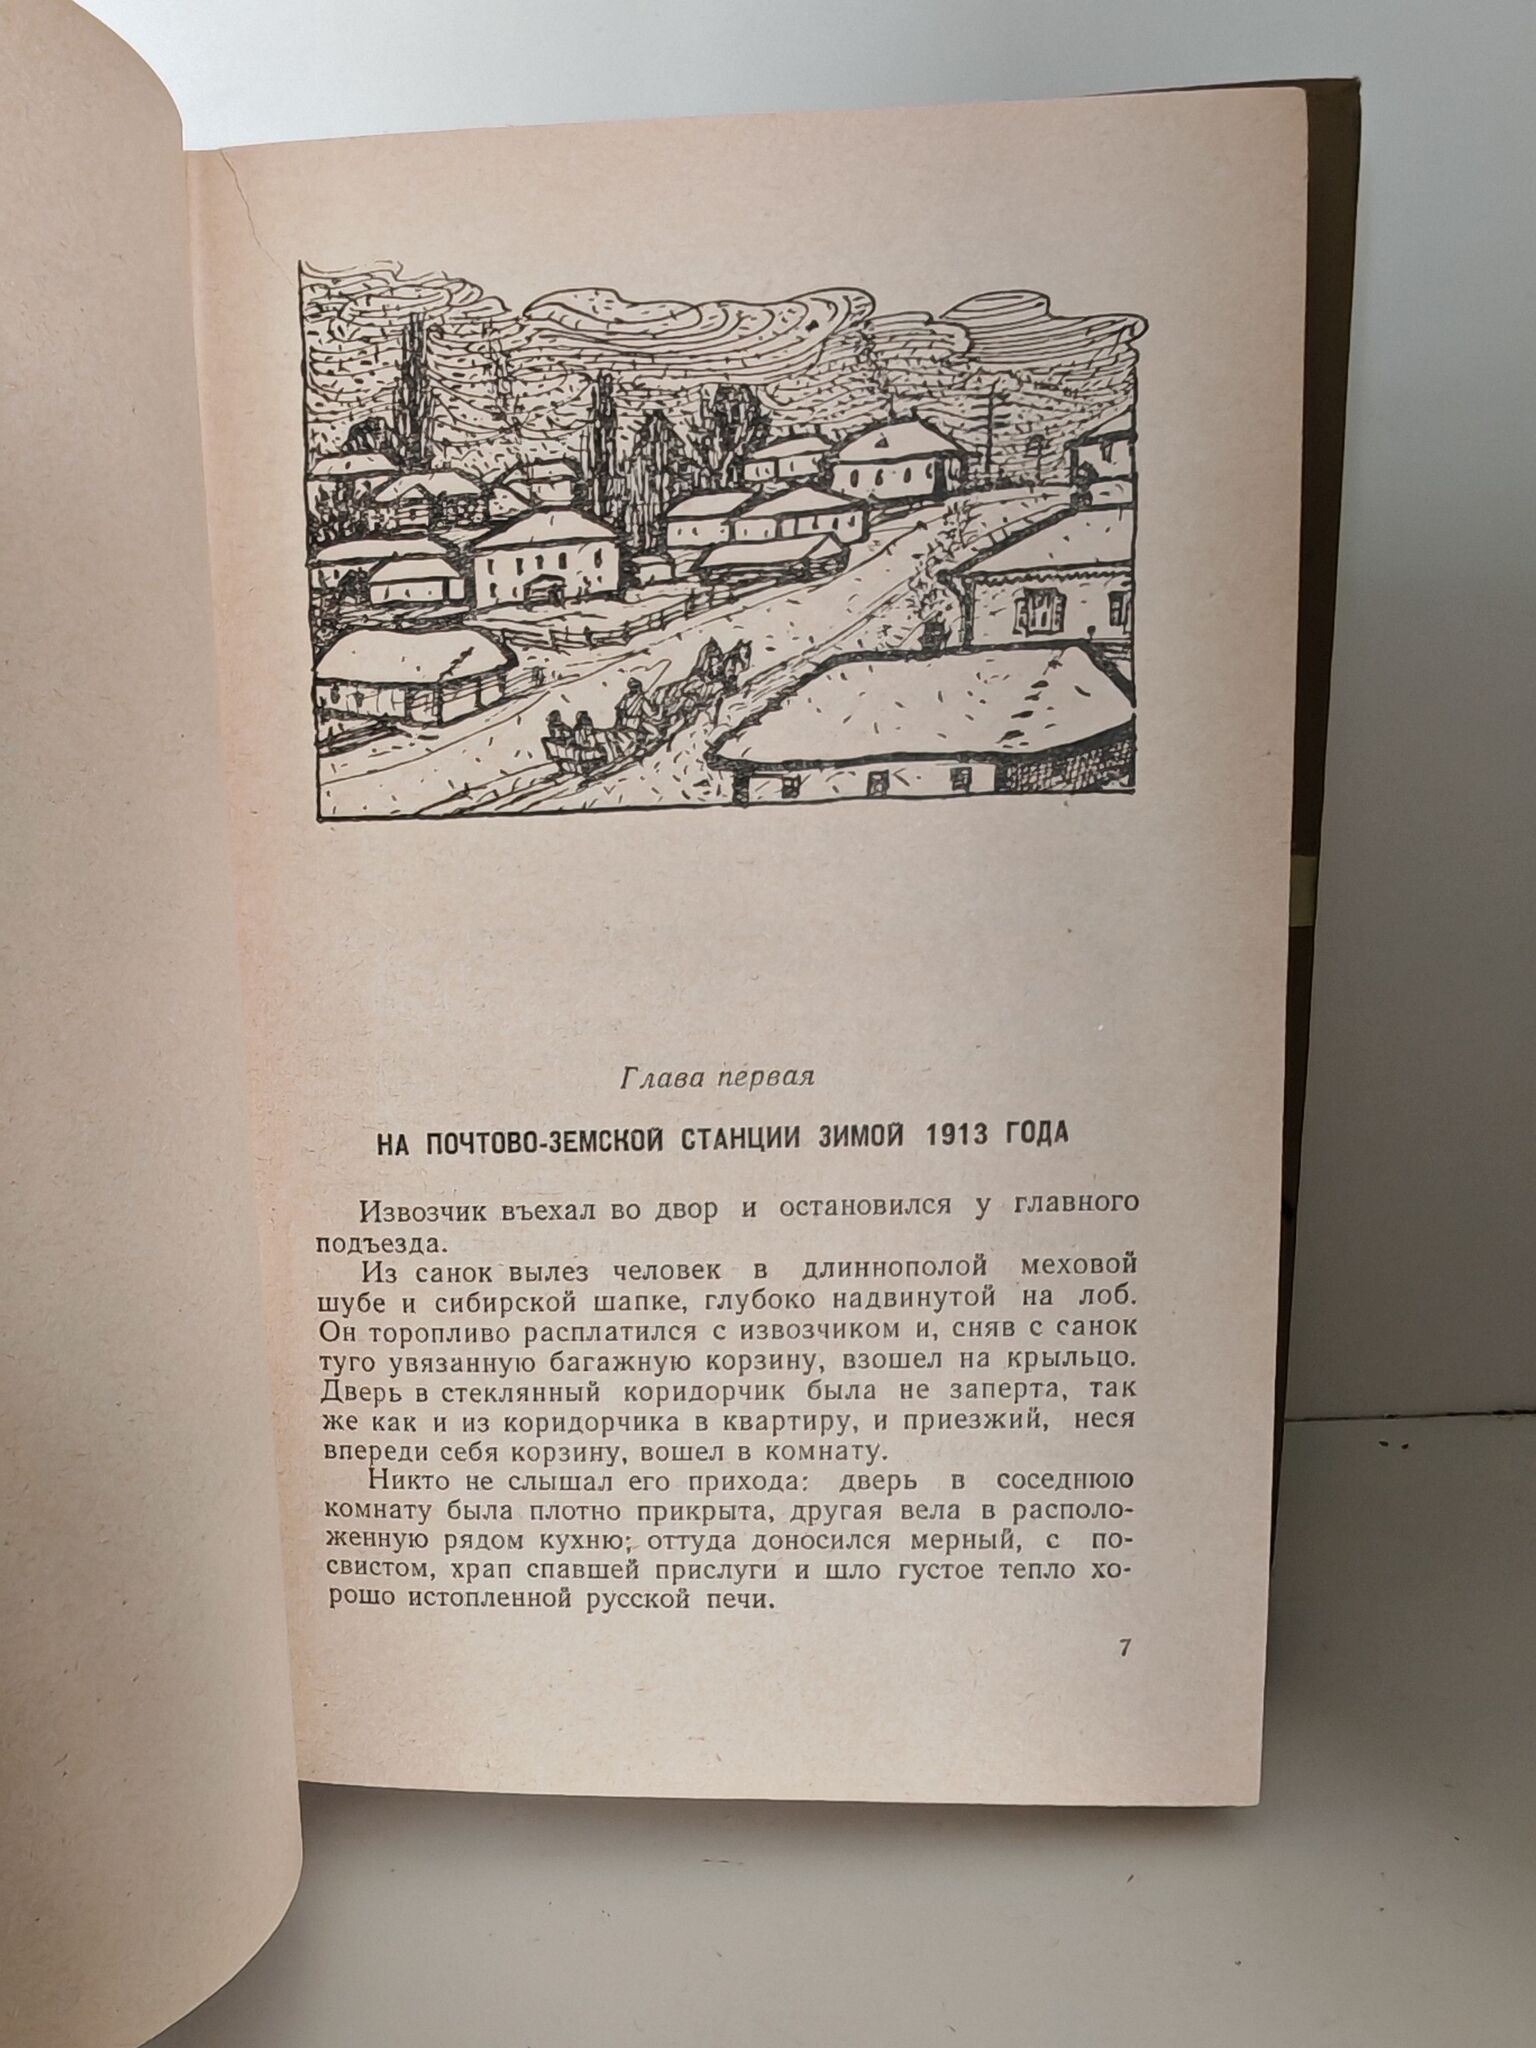 Глава первая
НА ПОЧТОВО-ЗЕМСКОЙ СТАНЦИИ ЗИМОЙ 1913 ГОДА
Извозчик въехал во двор и остановился у главного
подъезда.
Из санок вылез человек в длиннополой меховой
шубе и сибирской шапке, глубоко надвинутой на лоб.
Он торопливо расплатился с извозчиком и, сняв с санок
туго увязанную багажную корзину, взошел на крыльцо.
Дверь в стеклянный коридорчик была не заперта, так
же как и из коридорчика в квартиру, и приезжий, неся
впереди себя корзину, вошел в комнату.
Никто не слышал его прихода: дверь в соседнюю
комнату была плотно прикрыта, другая вела в располо-
женную рядом кухню; оттуда доносился мерный, с по-
свистом, храп спавшей прислуги и шло густое тепло хо-
рошо истопленной русской печи.
7